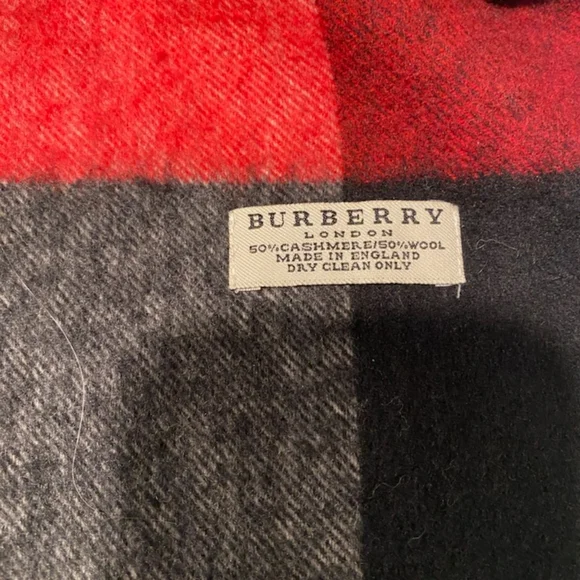 BURBERRY
LONDON
50%CASHMERE/50%WOOL
MADE IN ENGLAND
DRY CLEAN ONLY